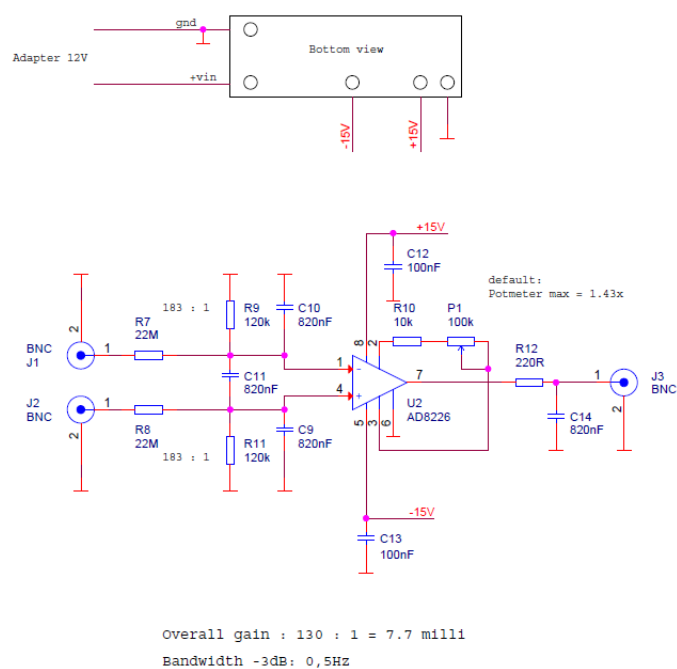 gnd
Adapter 12V
Bottom view
+vin
-15V
+15V
+15V
C12
100nF
default:
Potmeter max = 1.43x
183 : 1
R9
120k
C10
820nF
R10
10k
P1
100k
R7
22M
8
2
2
1
BNC
J1
R12
220R
1
-
7
1
J3
BNC
C11
820nF
J2
BNC
1
4
+
U2
AD8226
R8
22M
2
5
3
6
C14
820nF
2
R11
120k
C9
820nF
183 : 1
-15V
C13
100nF
Overall gain : 130 : 1 = 7.7 milli
Bandwidth -3dB: 0,5Hz